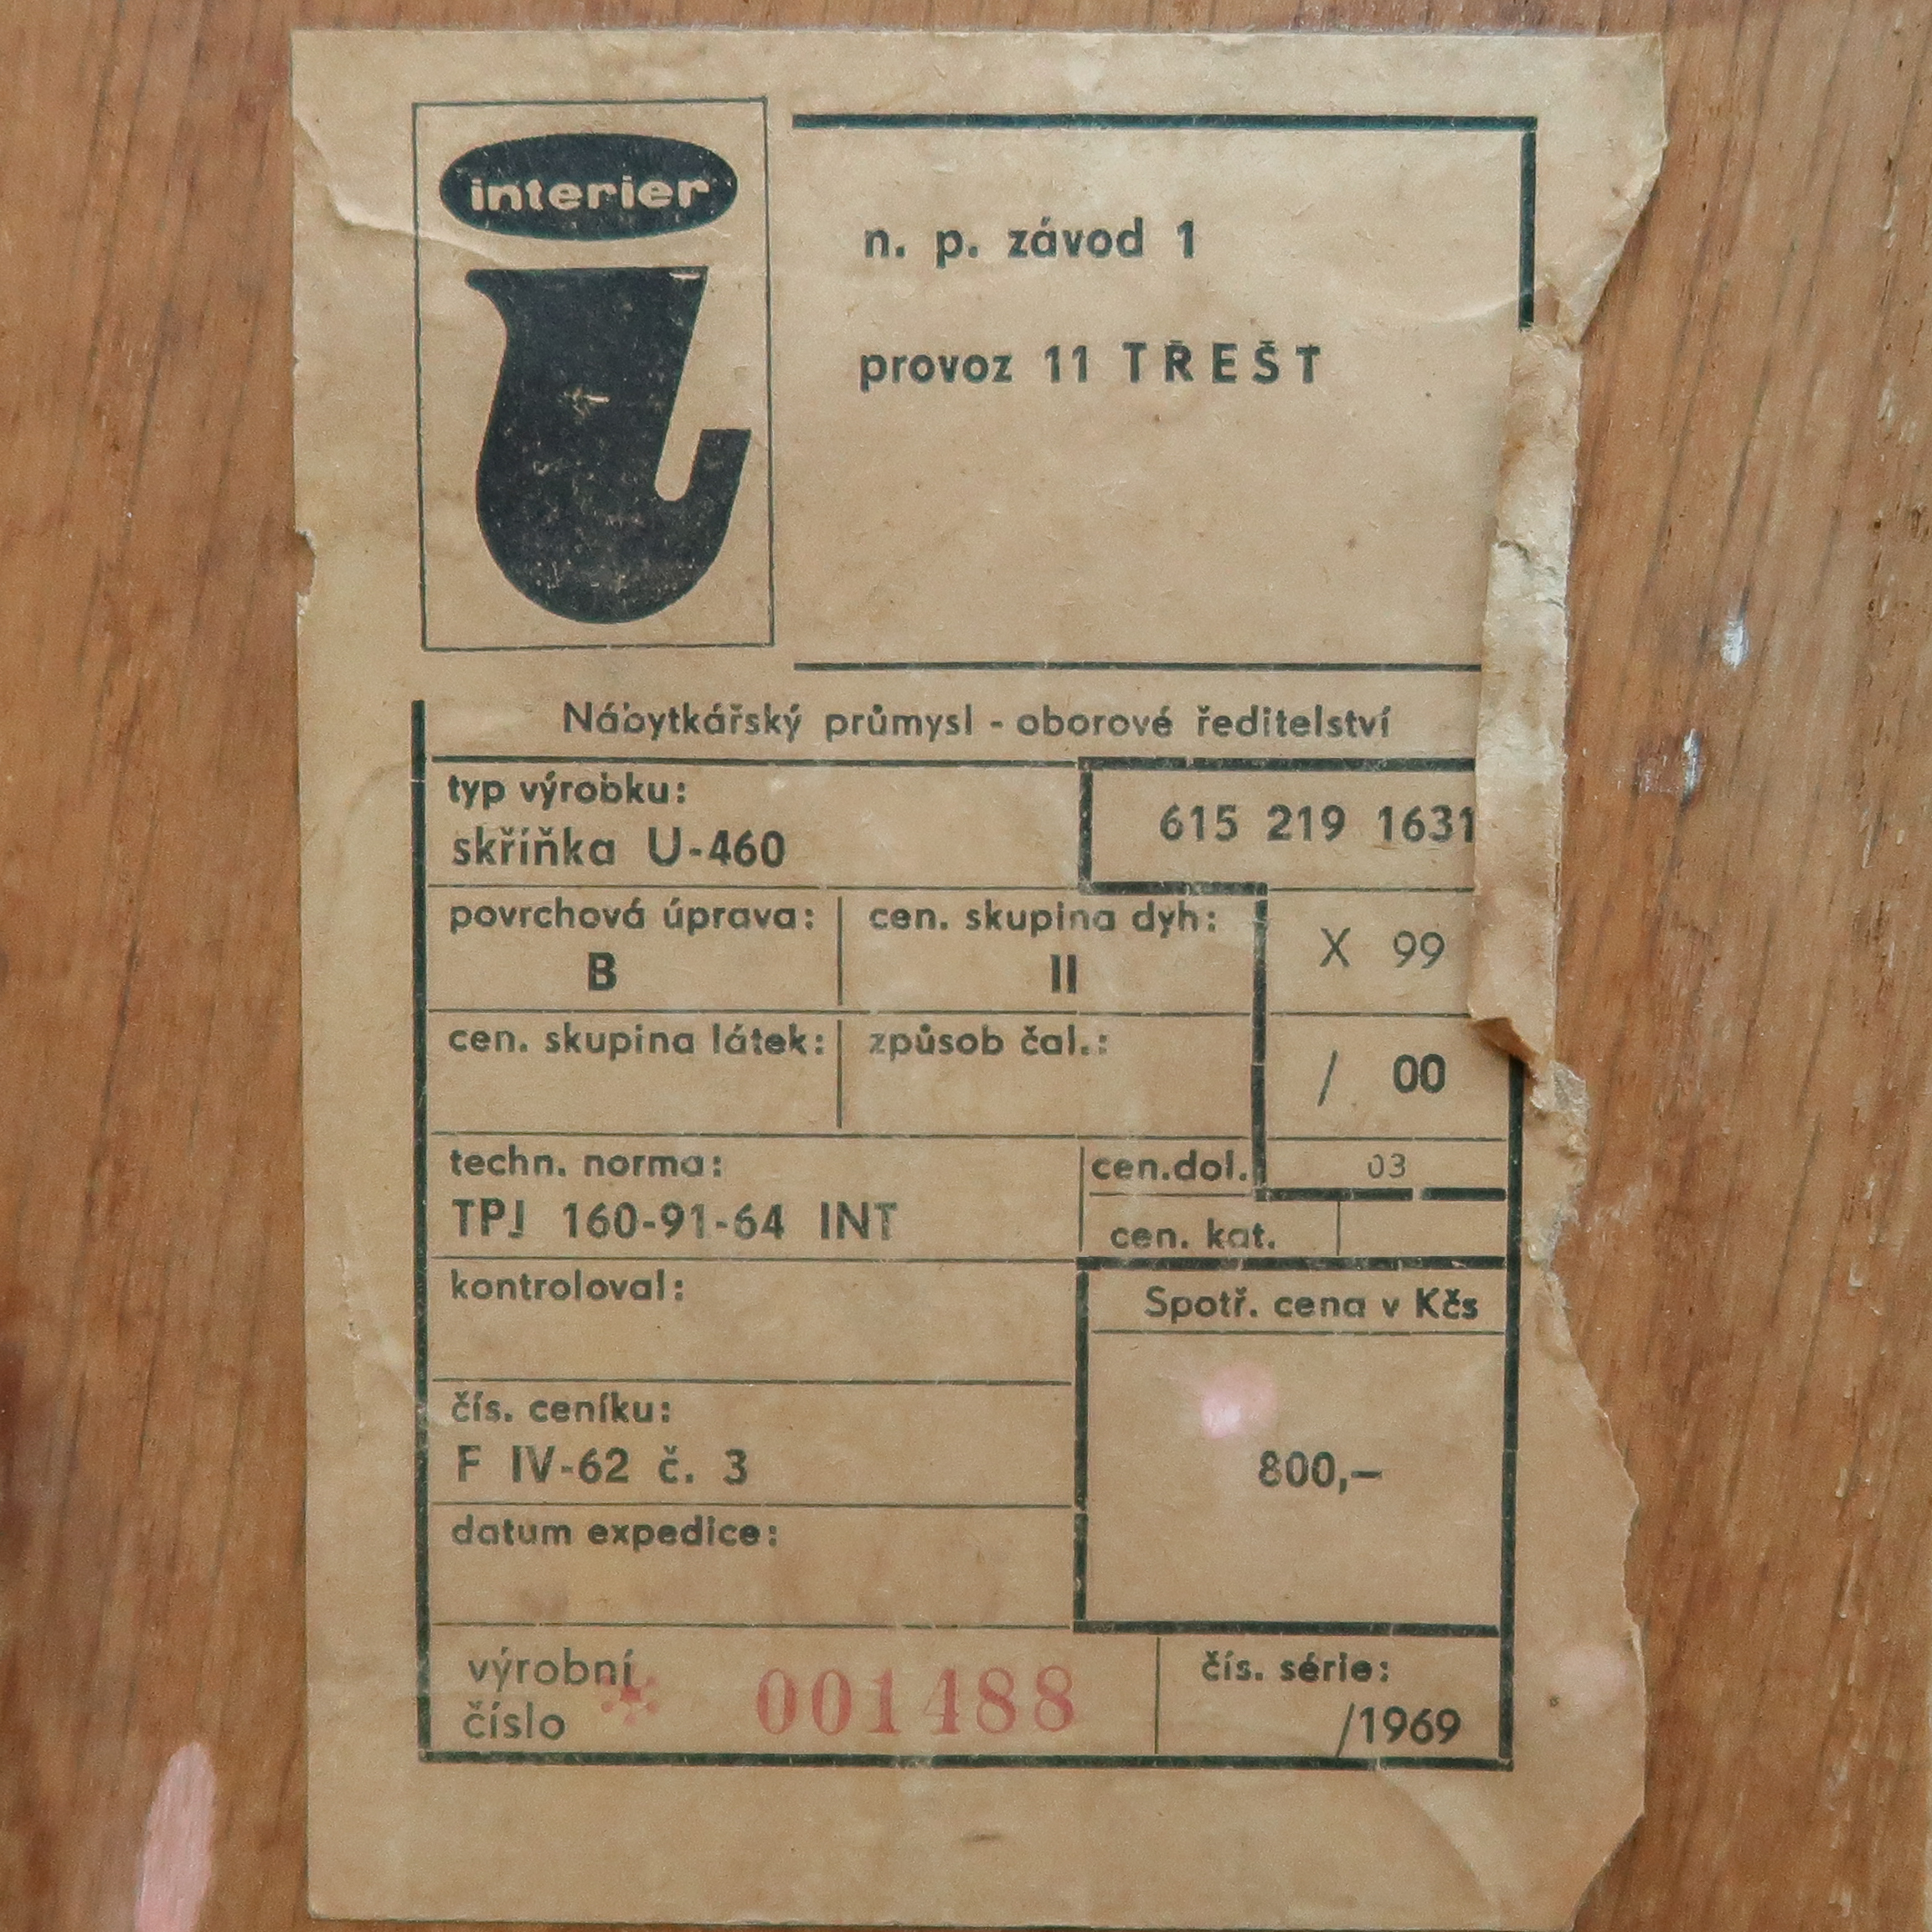 interier
n. p. závod 1
provoz 11 TŘEŠT
Nábytkářský průmysl - oborové ředitelství
typ výrobku:
skříňka U-460
615 219 1631
povrchová úprava:
B
cen. skupina dyh:
II
X 99
cen. skupina látek:
způsob čal.:
/ 00
techn. norma:
TPJ 160-91-64 INT
cen.dol.
03
cen. kat.
kontroloval:
Spotř. cena v Kčs
800,—
čís. ceníku:
F IV-62 č. 3
datum expedice:
výrobní
číslo
* 001488
čís. série:
/1969